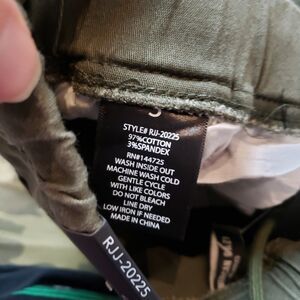 STYLE# RJJ-20225
97%COTTON
3%SPANDEX
RN#144725
WASH INSIDE OUT
MACHINE WASH COLD
GENTLE CYCLE
WITH LIKE COLORS
DO NOT BLEACH
LINE DRY
LOW IRON IF NEEDED
MADE IN CHINA
RJJ-20225